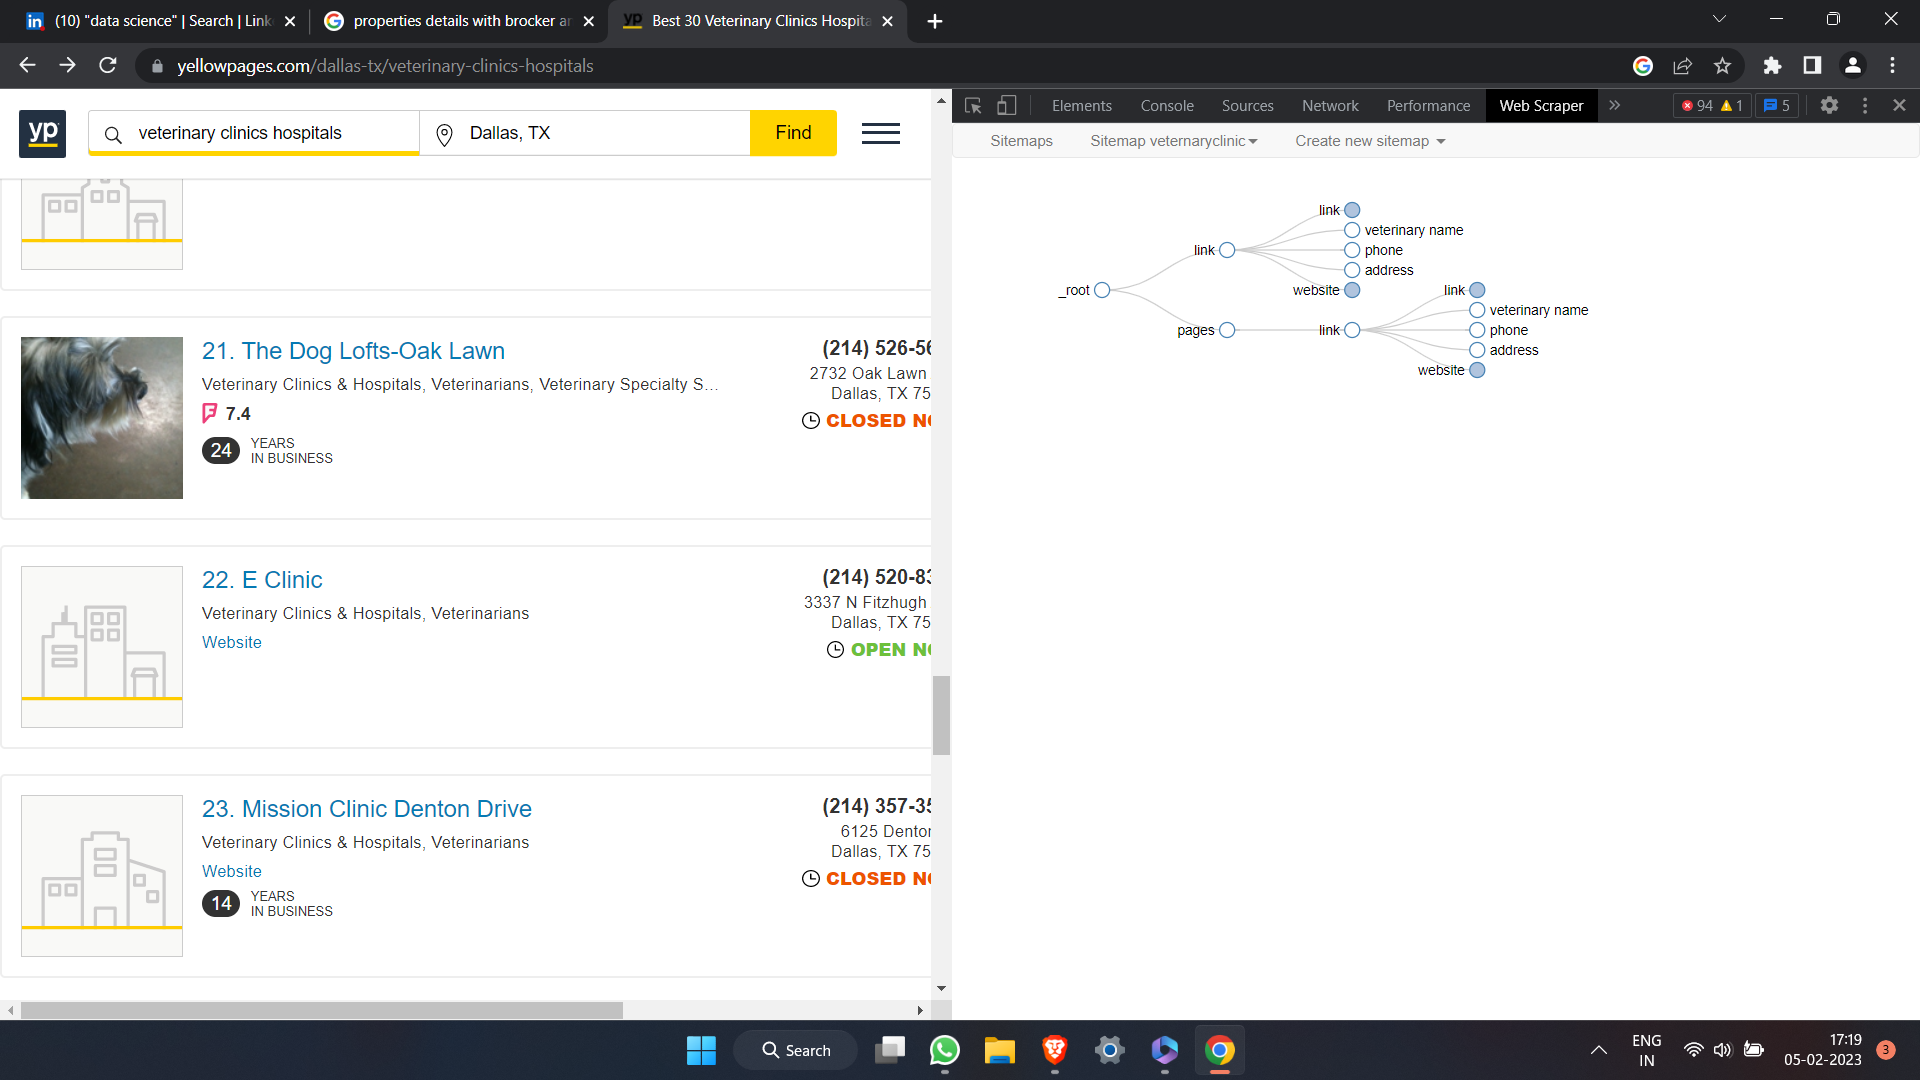 (10) "data science" | Search | Link
properties details with brocker ar
Best 30 Veterinary Clinics Hospita
yellowpages.com/dallas-tx/veterinary-clinics-hospitals
yp
veterinary clinics hospitals
Dallas, TX
Find
21. The Dog Lofts-Oak Lawn
Veterinary Clinics & Hospitals, Veterinarians, Veterinary Specialty S...
7.4
24
YEARS
IN BUSINESS
(214) 526-56
2732 Oak Lawn
Dallas, TX 75
CLOSED NO
22. E Clinic
Veterinary Clinics & Hospitals, Veterinarians
Website
(214) 520-83
3337 N Fitzhugh
Dallas, TX 75
OPEN NO
23. Mission Clinic Denton Drive
Veterinary Clinics & Hospitals, Veterinarians
Website
14
YEARS
IN BUSINESS
(214) 357-35
6125 Denton
Dallas, TX 75
CLOSED NO
Elements Console Sources Network Performance Web Scraper
94 1 5
Sitemaps Sitemap veternaryclinic Create new sitemap
_root
link
pages
link
veterinary name
phone
address
website
link
link
veterinary name
phone
address
website
Search
ENG
IN
17:19
05-02-2023
3